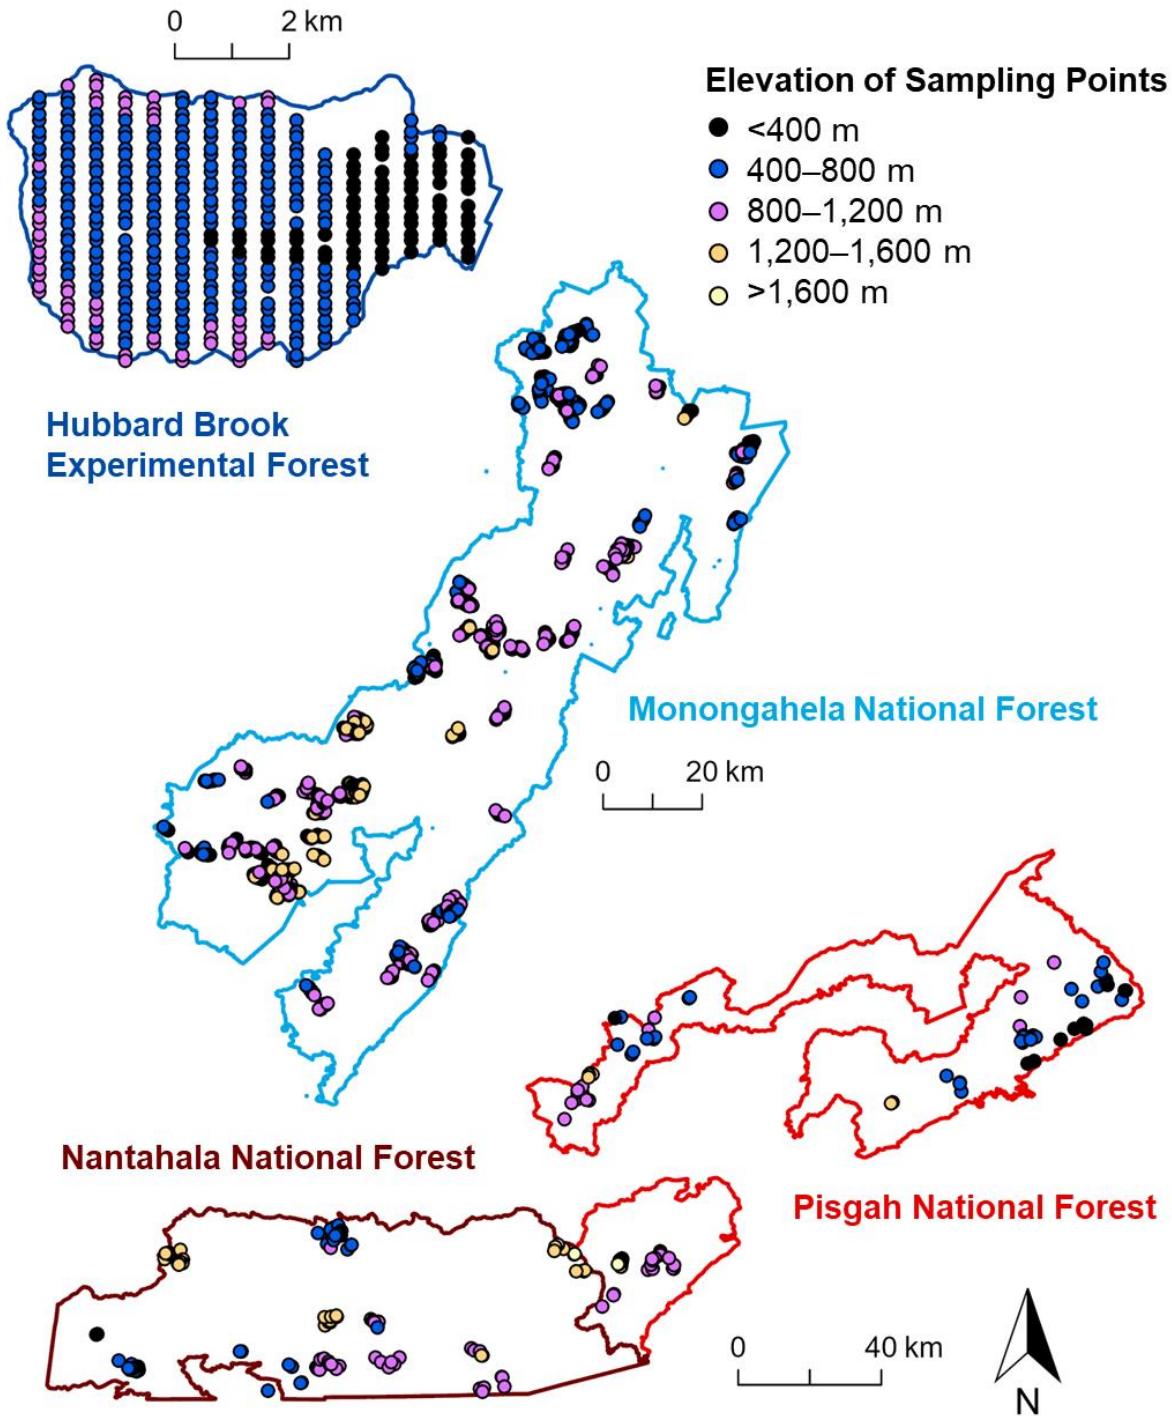 0 2 km
Elevation of Sampling Points
<400 m
400–800 m
800–1,200 m
1,200–1,600 m
>1,600 m
Hubbard Brook
Experimental Forest
Monongahela National Forest
0 20 km
Nantahala National Forest
Pisgah National Forest
0 40 km
N